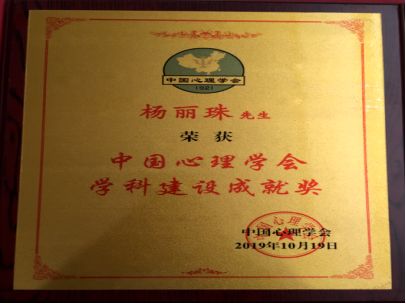 中国心理学会
1921
杨丽珠 先生
荣获
中国心理学会
学科建设成就奖
中国心理学会
2019年10月19日